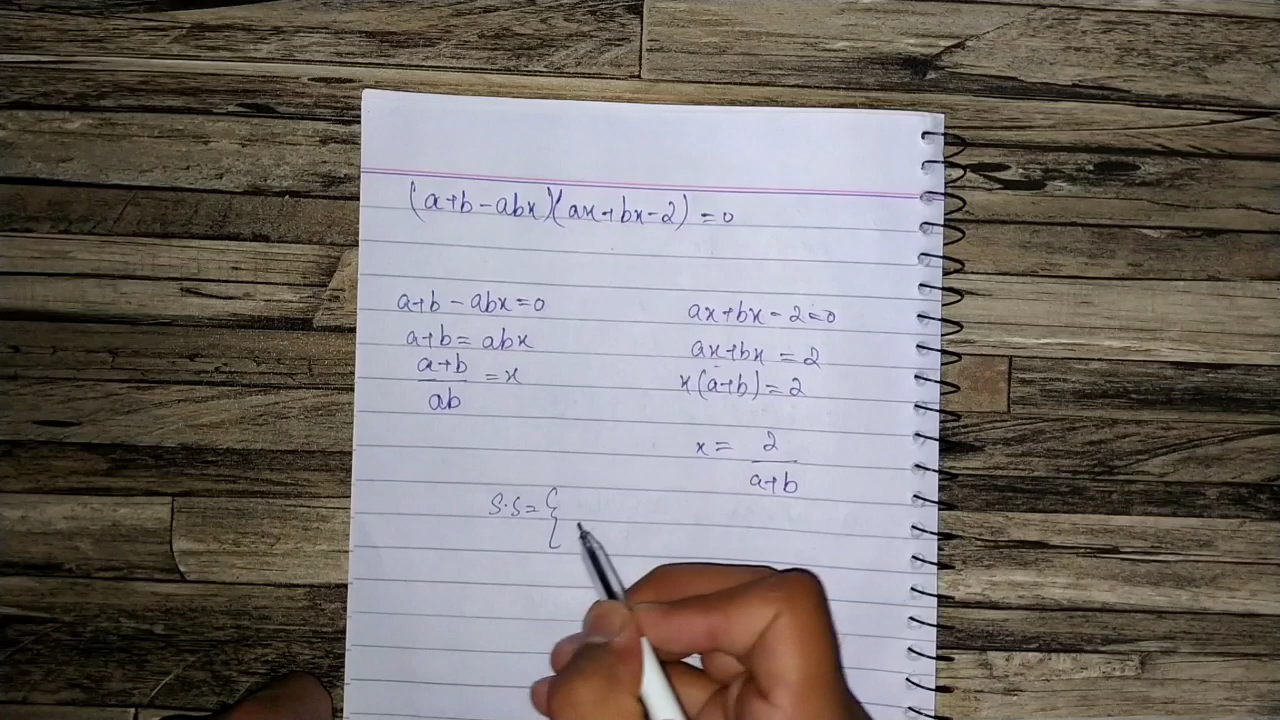 (a+b-abx)(ax+bx-2) = 0
a+b - abx = 0
a+b = abx
a+b/ab = x
ax+bx - 2 = 0
ax+bx = 2
x(a+b) = 2
x = 2/a+b
S.S = {